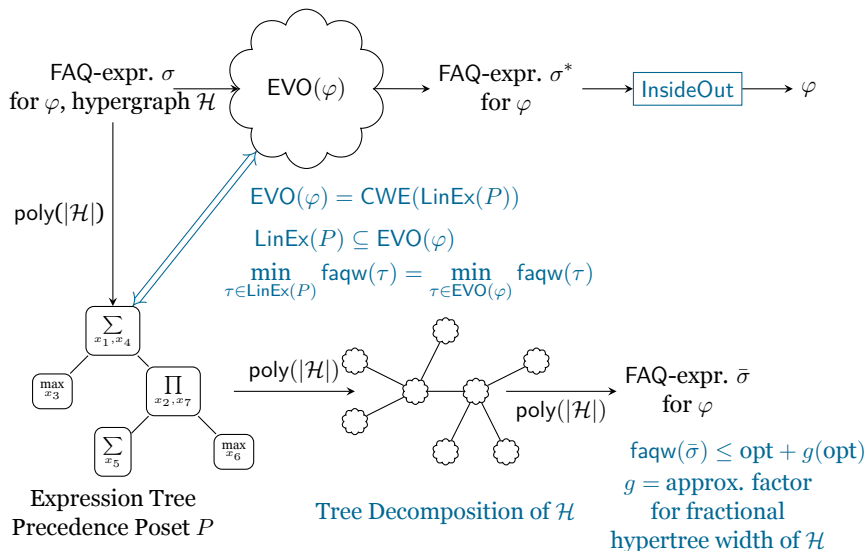 FAQ-expr. σ
for φ, hypergraph ℋ
EVO(φ)
FAQ-expr. σ*
for φ
InsideOut
φ
poly(|ℋ|)
EVO(φ) = CWE(LinEx(P))
LinEx(P) ⊆ EVO(φ)
min faqw(τ) = min faqw(τ)
τ∈LinEx(P) τ∈EVO(φ)
∑
x₁,x₄
max
x₃
∏
x₂,x₇
∑
x₅
max
x₆
poly(|ℋ|)
poly(|ℋ|)
FAQ-expr. σ̄
for φ
faqw(σ̄) ≤ opt + g(opt)
g = approx. factor
for fractional
hypertree width of ℋ
Expression Tree
Precedence Poset P
Tree Decomposition of ℋ